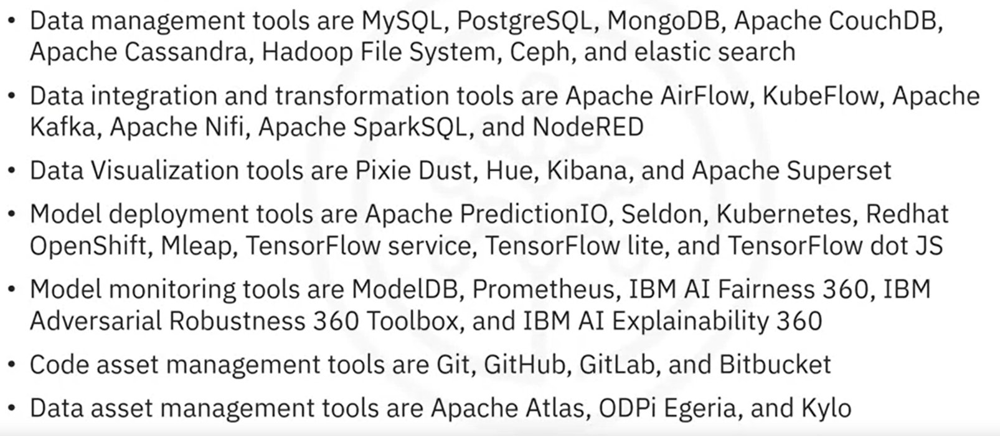 • Data management tools are MySQL, PostgreSQL, MongoDB, Apache CouchDB,
Apache Cassandra, Hadoop File System, Ceph, and elastic search
• Data integration and transformation tools are Apache AirFlow, KubeFlow, Apache
Kafka, Apache Nifi, Apache SparkSQL, and NodeRED
• Data Visualization tools are Pixie Dust, Hue, Kibana, and Apache Superset
• Model deployment tools are Apache PredictionIO, Seldon, Kubernetes, Redhat
OpenShift, Mleap, TensorFlow service, TensorFlow lite, and TensorFlow dot JS
• Model monitoring tools are ModelDB, Prometheus, IBM AI Fairness 360, IBM
Adversarial Robustness 360 Toolbox, and IBM AI Explainability 360
• Code asset management tools are Git, GitHub, GitLab, and Bitbucket
• Data asset management tools are Apache Atlas, ODPi Egeria, and Kylo